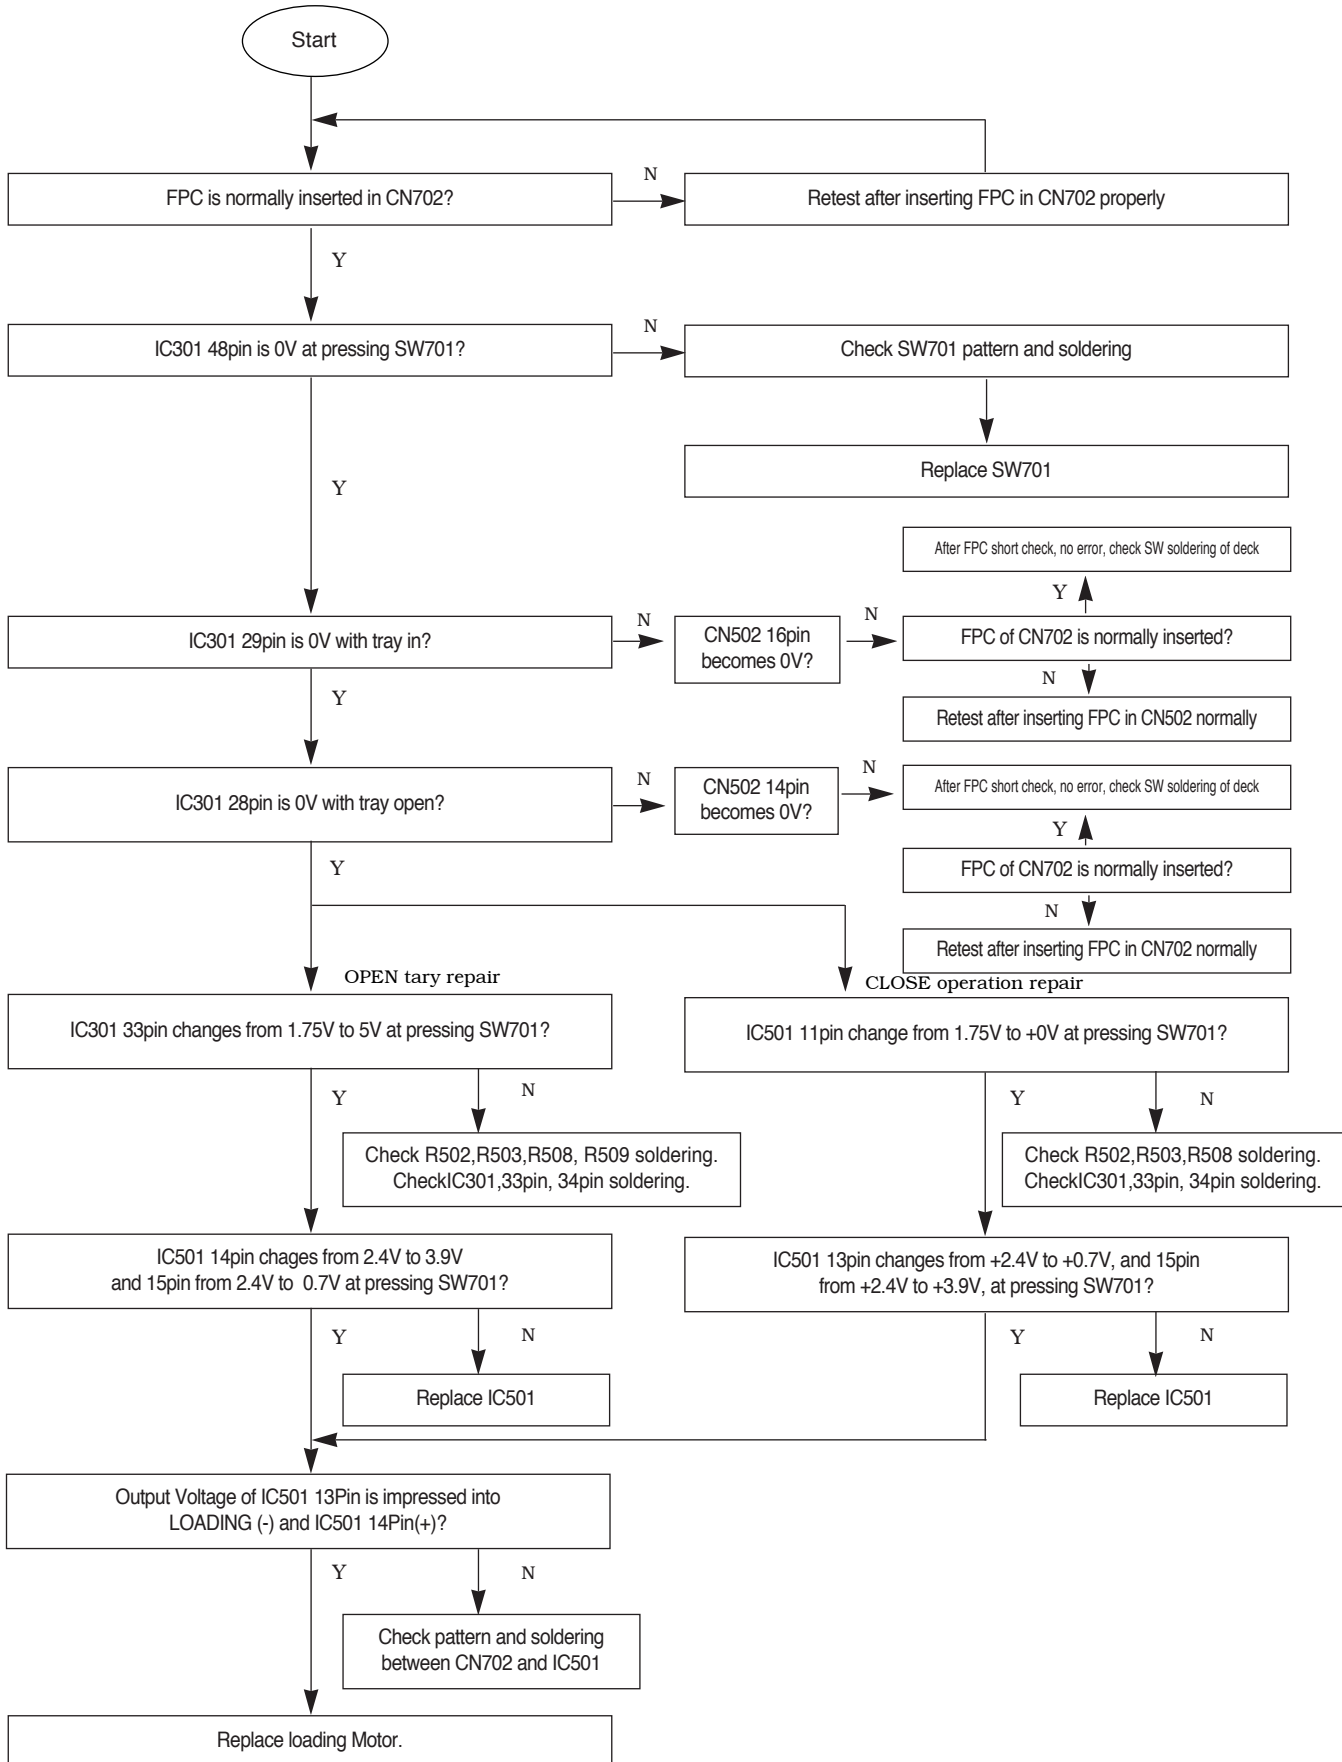 Start
FPC is normally inserted in CN702?
N
Retest after inserting FPC in CN702 properly
Y
IC301 48pin is 0V at pressing SW701?
N
Check SW701 pattern and soldering
Replace SW701
Y
After FPC short check, no error, check SW soldering of deck
Y
IC301 29pin is 0V with tray in?
N
CN502 16pin
becomes 0V?
N
FPC of CN702 is normally inserted?
N
Y
Retest after inserting FPC in CN502 normally
IC301 28pin is 0V with tray open?
N
CN502 14pin
becomes 0V?
N
After FPC short check, no error, check SW soldering of deck
Y
FPC of CN702 is normally inserted?
Y
N
Retest after inserting FPC in CN702 normally
OPEN tary repair
CLOSE operation repair
IC301 33pin changes from 1.75V to 5V at pressing SW701?
IC501 11pin change from 1.75V to +0V at pressing SW701?
Y
N
Y
N
Check R502,R503,R508, R509 soldering.
CheckIC301,33pin, 34pin soldering.
Check R502,R503,R508 soldering.
CheckIC301,33pin, 34pin soldering.
IC501 14pin chages from 2.4V to 3.9V
and 15pin from 2.4V to 0.7V at pressing SW701?
IC501 13pin changes from +2.4V to +0.7V, and 15pin
from +2.4V to +3.9V, at pressing SW701?
Y
N
Y
N
Replace IC501
Replace IC501
Output Voltage of IC501 13Pin is impressed into
LOADING (-) and IC501 14Pin(+)?
Y
N
Check pattern and soldering
between CN702 and IC501
Replace loading Motor.